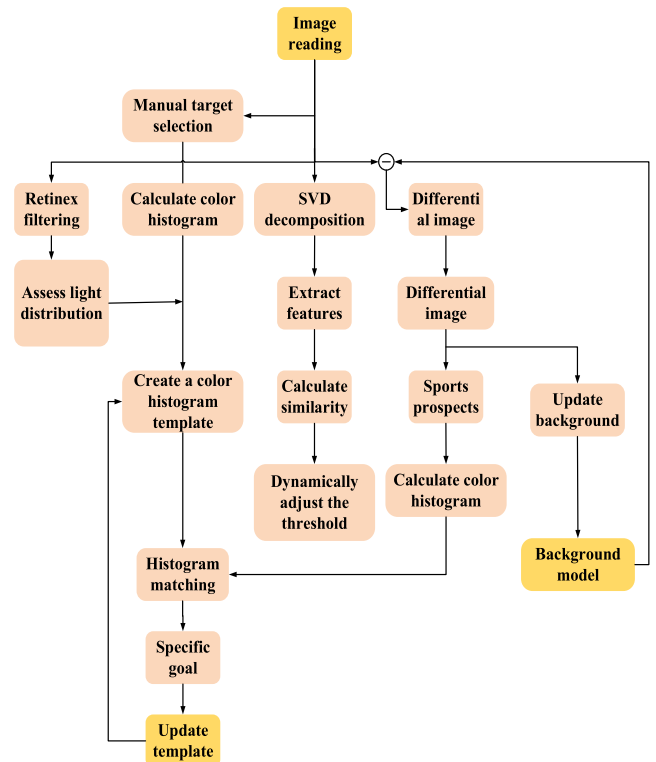 Image
reading
Manual target
selection
Retinex
filtering
Calculate color
histogram
SVD
decomposition
Differenti
al image
Assess light
distribution
Extract
features
Differential
image
Create a color
histogram
template
Calculate
similarity
Sports
prospects
Update
background
Dynamically
adjust the
threshold
Calculate color
histogram
Histogram
matching
Background
model
Specific
goal
Update
template